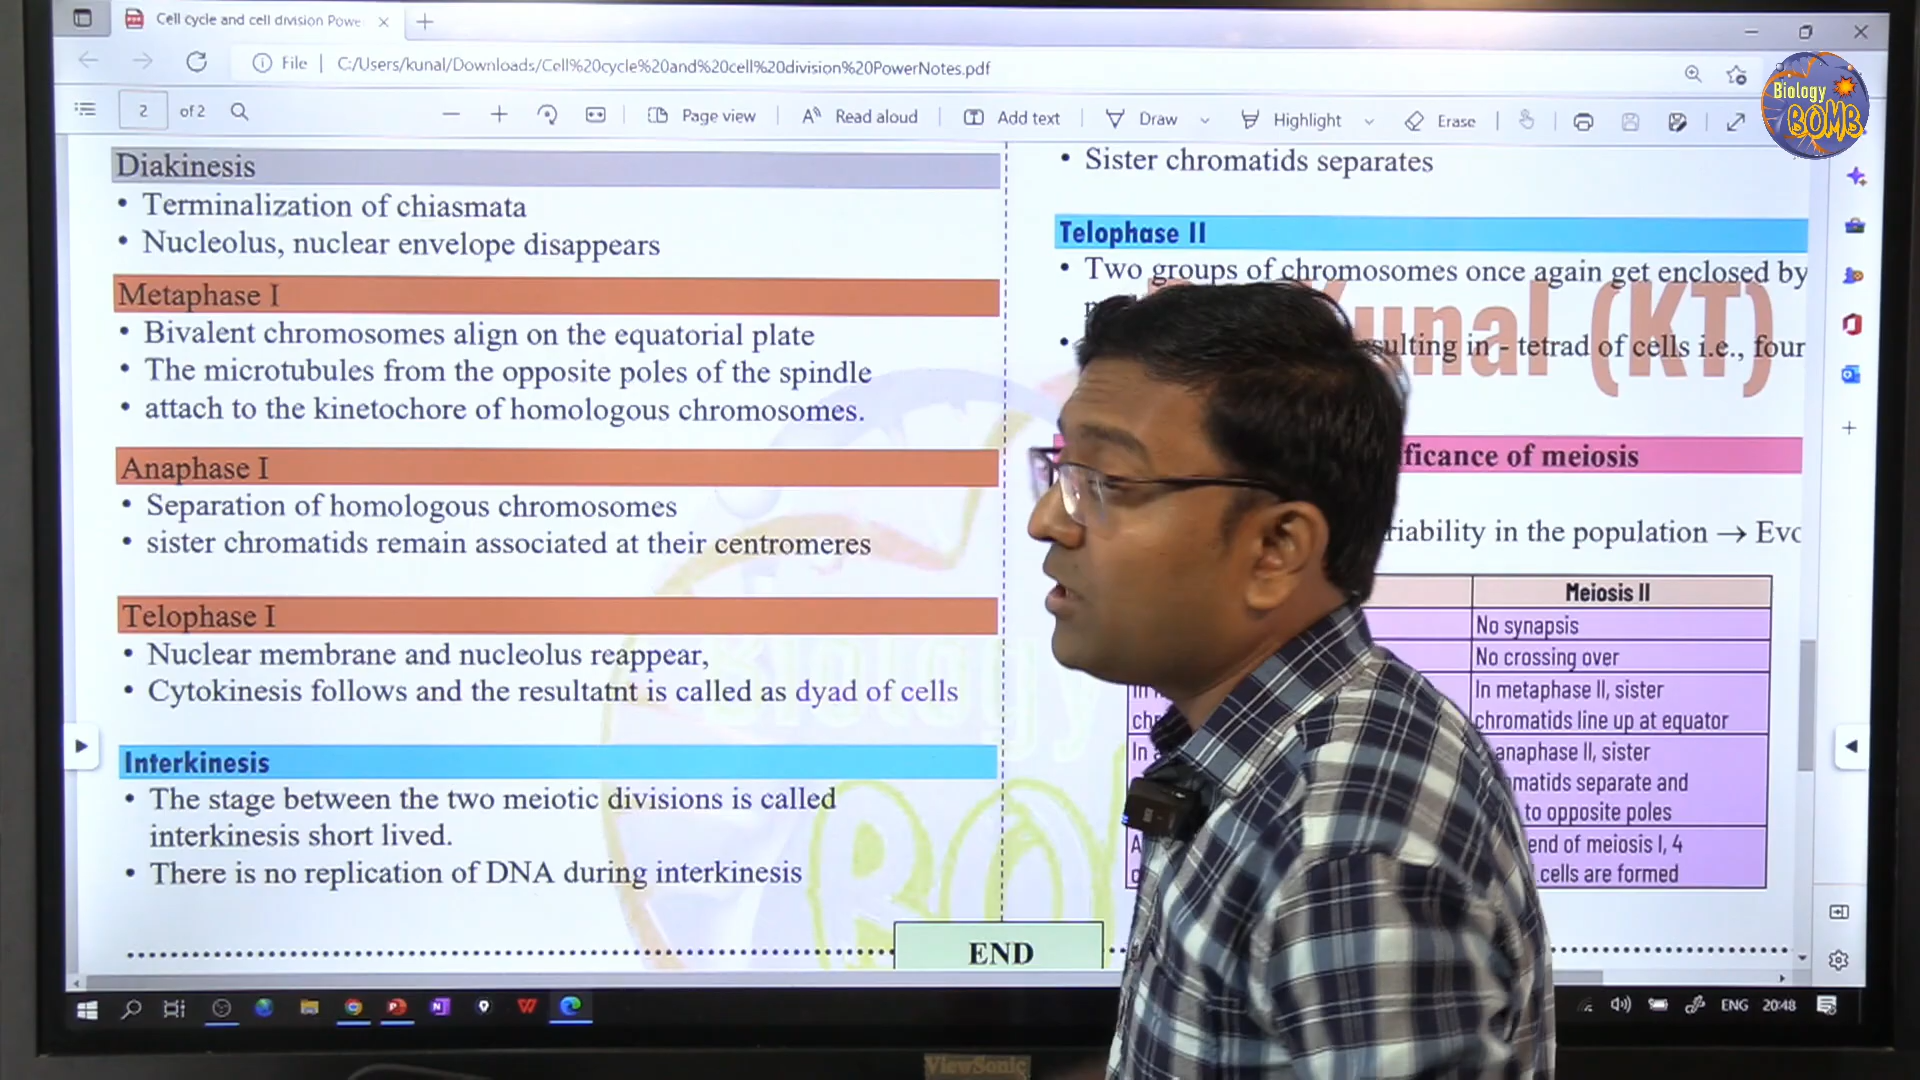 Cell cycle and cell division Powe
File
C:/Users/kunal/Downloads/Cell%20cycle%20and%20cell%20division%20PowerNotes.pdf
Biology
BOMB
2
of 2
Page view
Read aloud
Add text
Draw
Highlight
Erase
Diakinesis
• Terminalization of chiasmata
• Nucleolus, nuclear envelope disappears
Metaphase I
• Bivalent chromosomes align on the equatorial plate
• The microtubules from the opposite poles of the spindle
• attach to the kinetochore of homologous chromosomes.
Anaphase I
• Separation of homologous chromosomes
• sister chromatids remain associated at their centromeres
Telophase I
• Nuclear membrane and nucleolus reappear,
• Cytokinesis follows and the resultatnt is called as dyad of cells
Interkinesis
• The stage between the two meiotic divisions is called
interkinesis short lived.
• There is no replication of DNA during interkinesis
• Sister chromatids separates
Telophase II
• Two groups of chromosomes once again get enclosed by
Kunal (KT)
sulting in - tetrad of cells i.e., four
ficance of meiosis
riability in the population → Evo
Meiosis II
No synapsis
No crossing over
In metaphase II, sister
chromatids line up at equator
anaphase II, sister
matids separate and
to opposite poles
end of meiosis I, 4
cells are formed
Biology
BO
END
ENG
20:48
ViewSonic